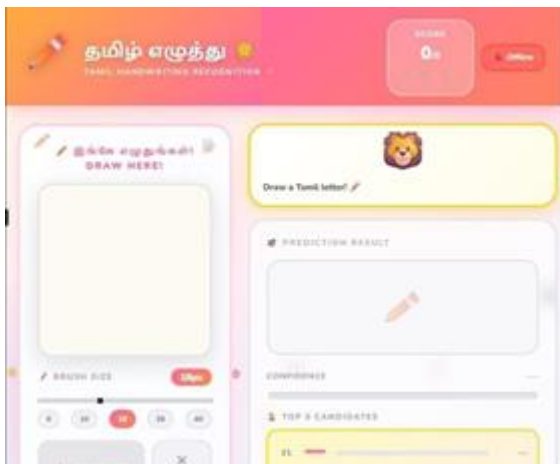 தமிழ் எழுத்து
TAMIL HANDWRITING RECOGNITION
SCORE
0
Offline
இங்கே எழுதுங்கள்!
DRAW HERE!
Draw a Tamil letter!
PREDICTION RESULT
BRUSH SIZE
CONFIDENCE
TOP 5 CANDIDATES
#1